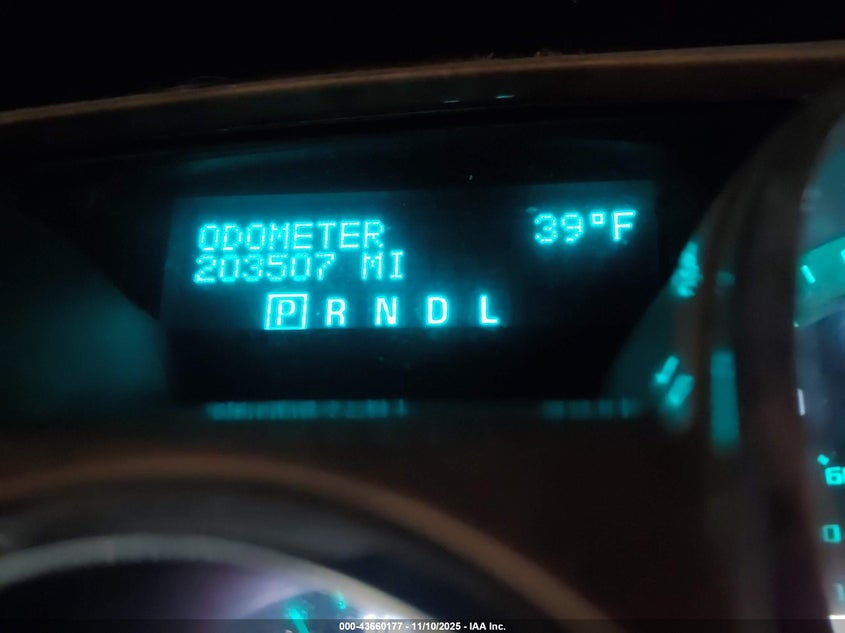 ODOMETER 39°F
203507 MI
P R N D L
000-43660177 - 11/10/2025 - IAA Inc.